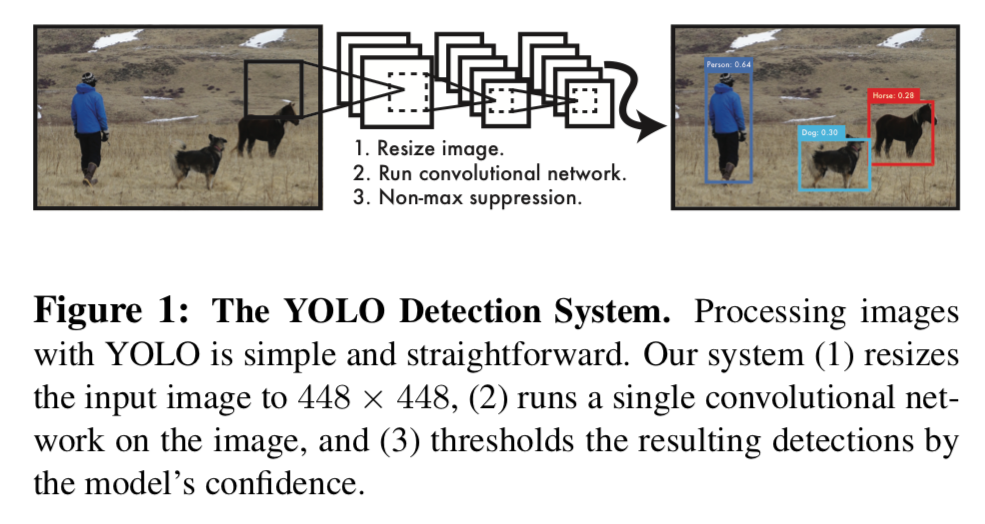 Person: 0.64
Horse: 0.28
Dog: 0.30
1. Resize image.
2. Run convolutional network.
3. Non-max suppression.
Figure 1: The YOLO Detection System. Processing images
with YOLO is simple and straightforward. Our system (1) resizes
the input image to 448 × 448, (2) runs a single convolutional net-
work on the image, and (3) thresholds the resulting detections by
the model’s confidence.